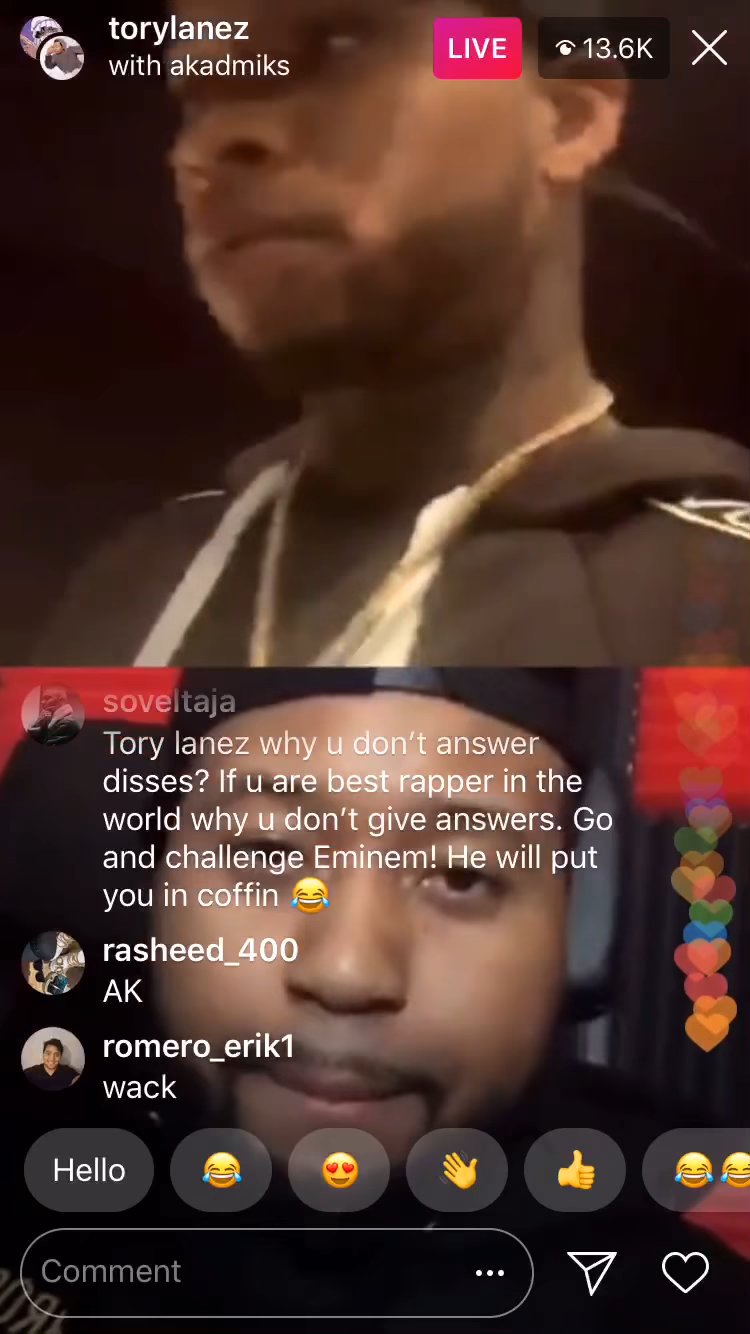 torylanez
with akadmiks
LIVE
13.6K
soveltaja
Tory lanez why u don’t answer
disses? If u are best rapper in the
world why u don’t give answers. Go
and challenge Eminem! He will put
you in coffin 😂
rasheed_400
AK
romero_erik1
wack
Hello
Comment